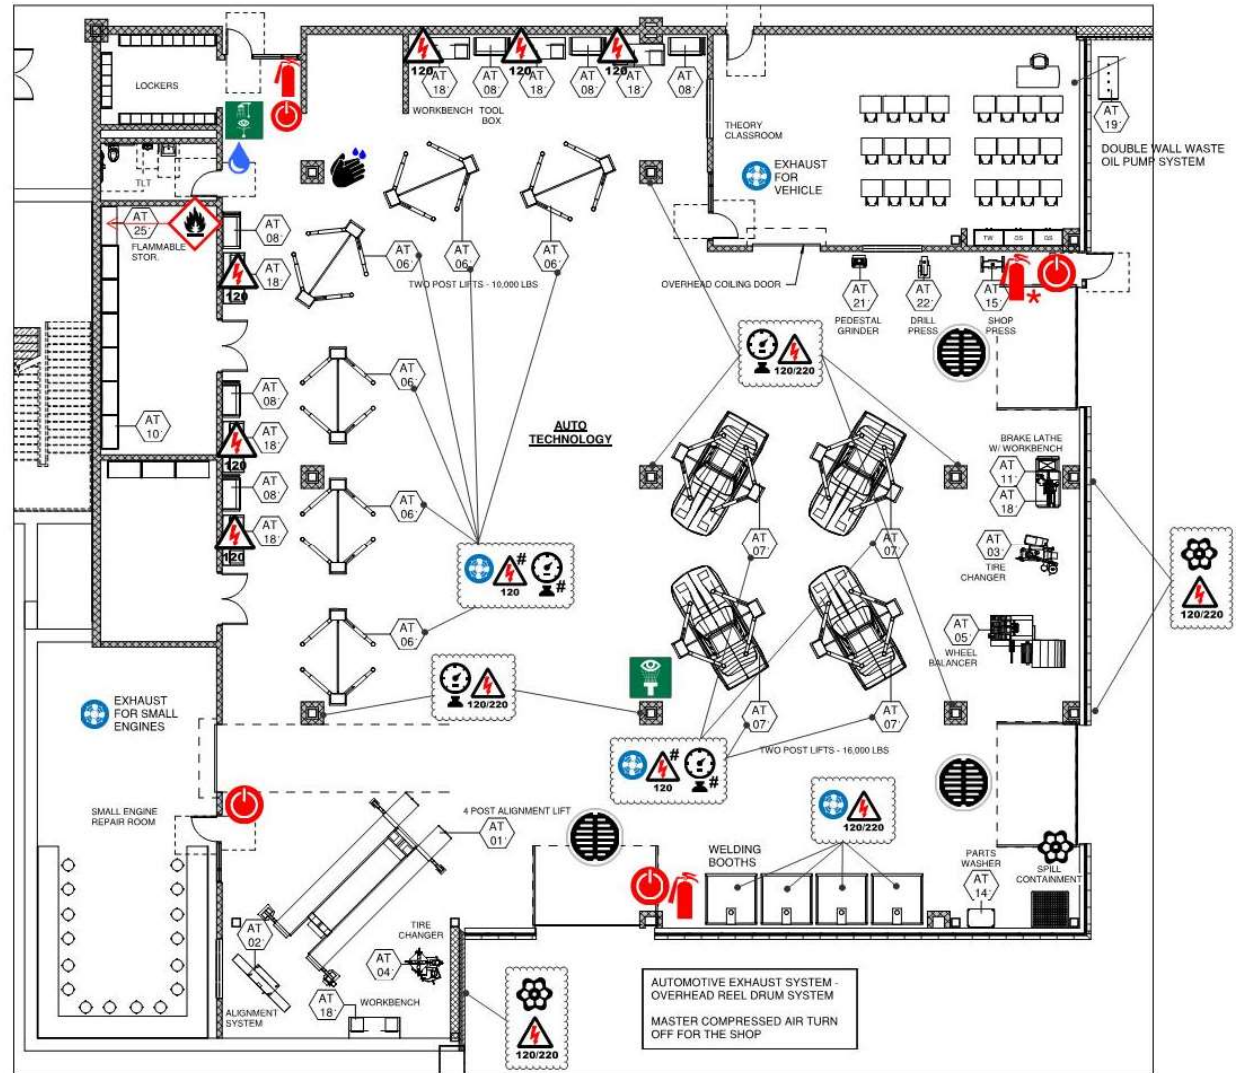 LOCKERS
120
AT
18'
AT
08'
120
AT
18'
AT
08'
120
AT
18'
AT
08'
WORKBENCH
TOOL
BOX
THEORY
CLASSROOM
EXHAUST
FOR
VEHICLE
AT
19'
DOUBLE WALL WASTE
OIL PUMP SYSTEM
TLT
AT
25'
FLAMMABLE
STOR.
AT
08'
AT
18'
120
AT
06'
AT
06'
AT
06'
TWO POST LIFTS - 10,000 LBS
OVERHEAD COILING DOOR
TW
OS
GS
AT
21'
PEDESTAL
GRINDER
AT
22'
DRILL
PRESS
AT
15'
SHOP
PRESS
*
120/220
AT
06'
AT
08'
AT
10'
AT
18'
120
AUTO
TECHNOLOGY
BRAKE LATHE
W/ WORKBENCH
AT
11'
AT
18'
AT
08'
AT
18'
120
AT
06'
#
120
#
AT
07'
AT
07'
AT
03'
TIRE
CHANGER
120/220
AT
06'
AT
05'
WHEEL
BALANCER
120/220
AT
07'
AT
07'
TWO POST LIFTS - 16,000 LBS
#
120
#
EXHAUST
FOR SMALL
ENGINES
SMALL ENGINE
REPAIR ROOM
4 POST ALIGNMENT LIFT
AT
01'
120/220
WELDING
BOOTHS
PARTS
WASHER
AT
14'
SPILL
CONTAINMENT
AT
02'
ALIGNMENT
SYSTEM
TIRE
CHANGER
AT
04'
AT
18'
WORKBENCH
120/220
AUTOMOTIVE EXHAUST SYSTEM -
OVERHEAD REEL DRUM SYSTEM
MASTER COMPRESSED AIR TURN
OFF FOR THE SHOP